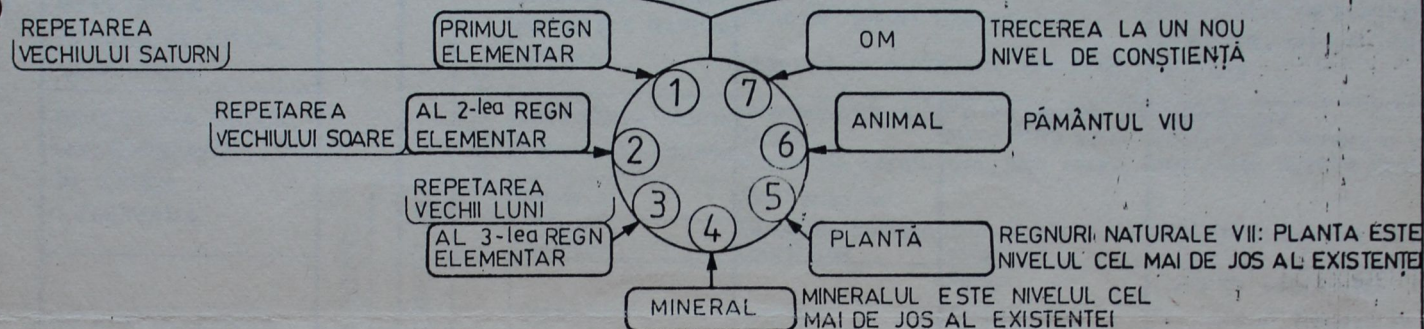 REPETAREA
VECHIULUI SATURN
PRIMUL REGN
ELEMENTAR
1
REPETAREA
VECHIULUI SOARE
AL 2-lea REGN
ELEMENTAR
2
REPETAREA
VECHII LUNI
AL 3-lea REGN
ELEMENTAR
3
MINERAL
MINERALUL ESTE NIVELUL CEL
MAI DE JOS AL EXISTENTEI
4
PLANTĂ
REGNURI NATURALE VII: PLANTA ESTE
NIVELUL CEL MAI DE JOS AL EXISTENȚEI
5
ANIMAL
PĂMÂNTUL VIU
6
OM
TRECEREA LA UN NOU
NIVEL DE CONȘTIENȚĂ
7